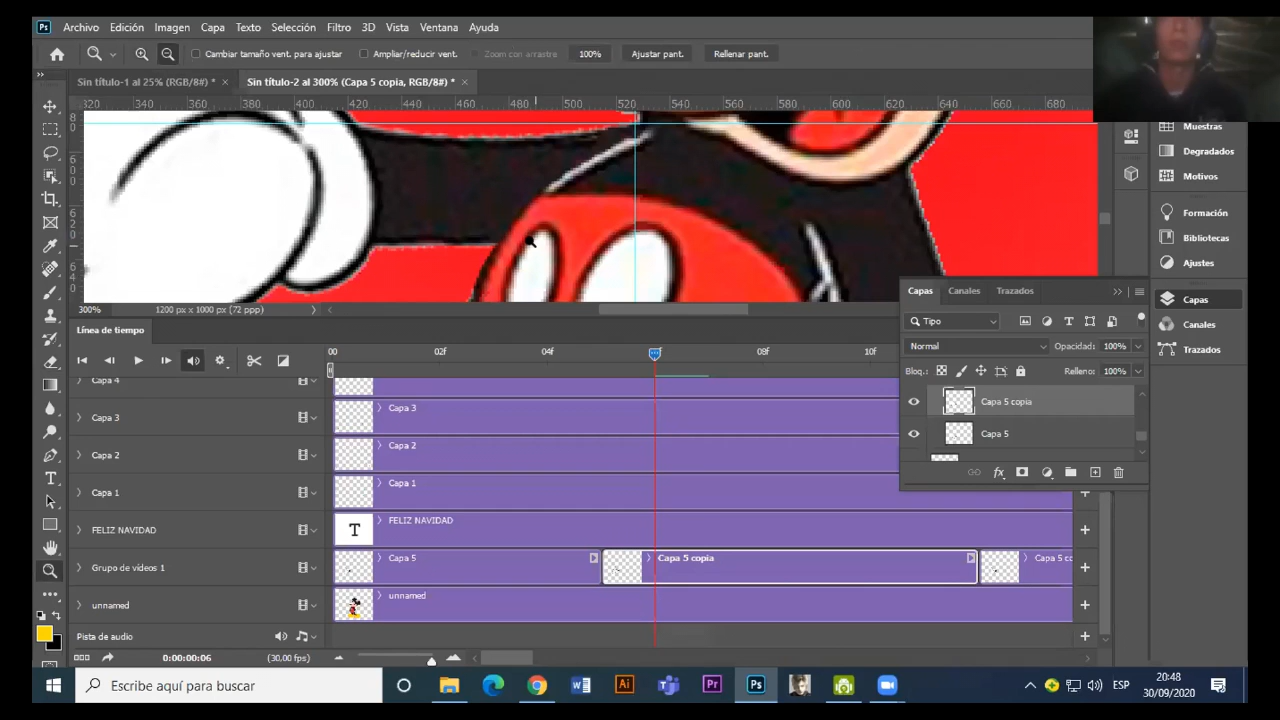 Ps Archivo Edición Imagen Capa Texto Selección Filtro 3D Vista Ventana Ayuda
Cambiar tamaño vent. para ajustar Ampliar/reducir vent. Zoom con arrastre 100% Ajustar pant. Rellenar pant.
Sin título-1 al 25% (RGB/8#) * × Sin título-2 al 300% (Capa 5 copia, RGB/8#) * ×
320 340 360 380 400 420 440 460 480 500 520 540 560 580 600 620 640 660 680
Muestras
Degradados
Motivos
Formación
Bibliotecas
Ajustes
Capas
Canales
Trazados
300% 1200 px x 1000 px (72 ppp)
Línea de tiempo
00 02f 04f f 09f 10f
Capa 4
Capa 3 Capa 3
Capa 2 Capa 2
Capa 1 Capa 1
FELIZ NAVIDAD T FELIZ NAVIDAD
Grupo de vídeos 1 Capa 5 Capa 5 copia Capa 5 cc
unnamed unnamed
Pista de audio
0:00:00:06 (30,00 fps)
Capas Canales Trazados
Tipo
Normal Opacidad: 100%
Bloq.: Relleno: 100%
Capa 5 copia
Capa 5
fx
Escribe aquí para buscar
Ai Pr Ps
ESP
20:48
30/09/2020